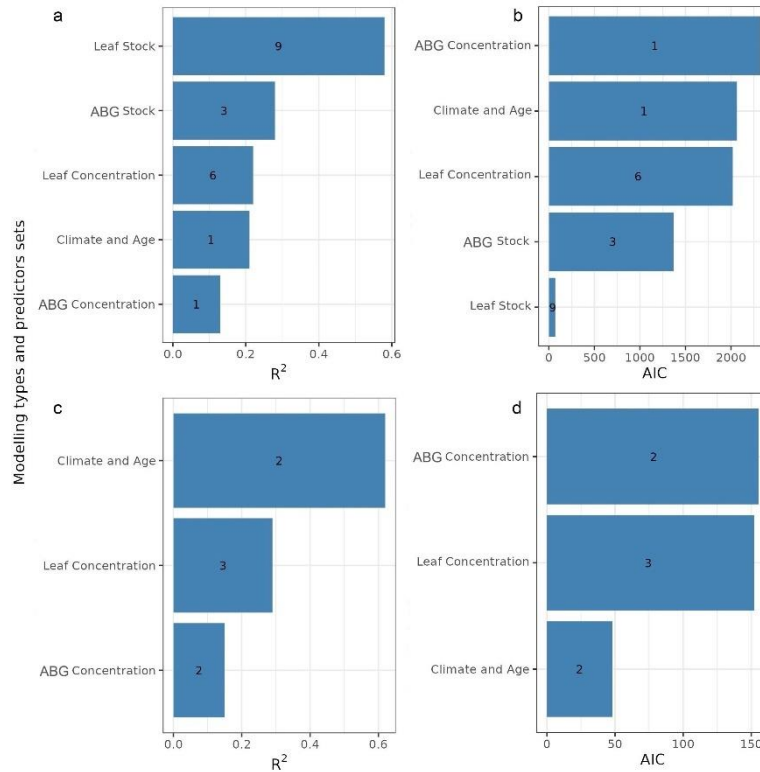 Modelling types and predictors sets
a
Leaf Stock
9
ABG Stock
3
Leaf Concentration
6
Climate and Age
1
ABG Concentration
1
0.0 0.2 0.4 0.6
R²
b
ABG Concentration
1
Climate and Age
1
Leaf Concentration
6
ABG Stock
3
Leaf Stock
9
0 500 1000 1500 2000
AIC
c
Climate and Age
2
Leaf Concentration
3
ABG Concentration
2
0.0 0.2 0.4 0.6
R²
d
ABG Concentration
2
Leaf Concentration
3
Climate and Age
2
0 50 100 150
AIC